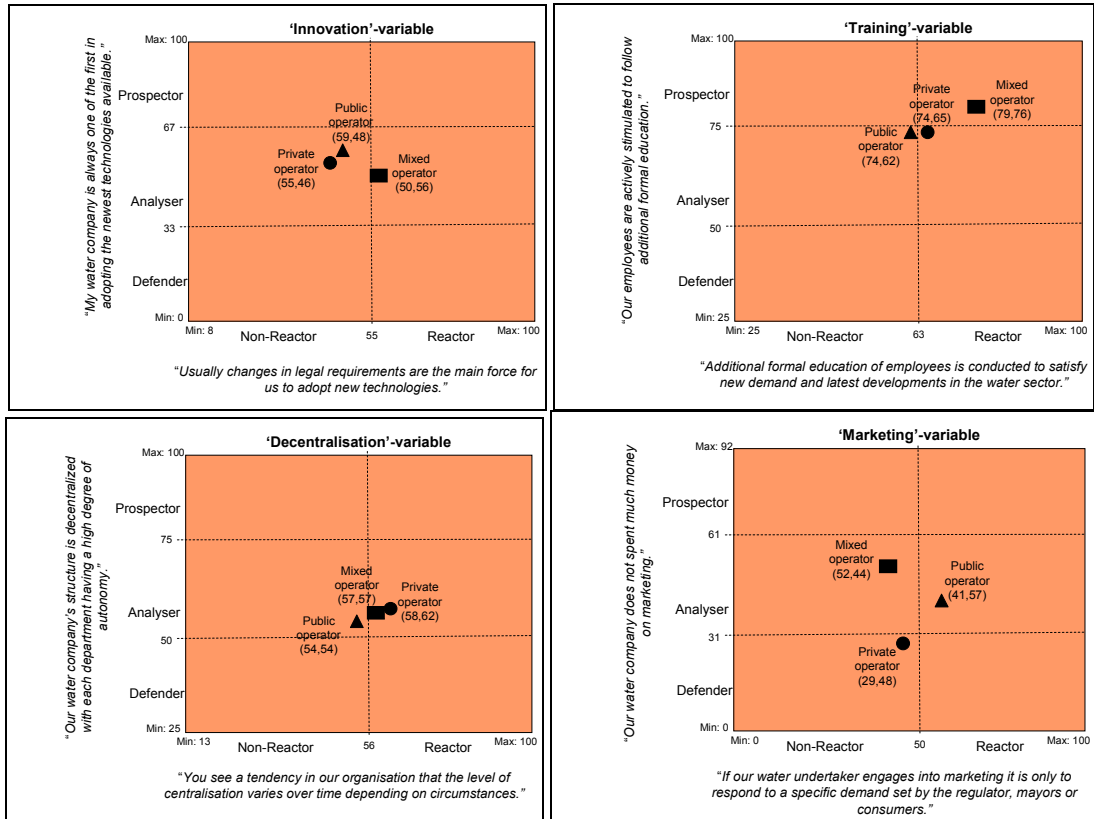 'Innovation'-variable
Max: 100
"My water company is always one of the first in
adopting the newest technologies available."
Prospector
67
Analyser
33
Defender
Min: 0
Public
operator
(59,48)
Private
operator
(55,46)
Mixed
operator
(50,56)
Min: 8
Non-Reactor
55
Reactor
Max: 100
"Usually changes in legal requirements are the main force for
us to adopt new technologies."
'Training'-variable
Max: 100
"Our employees are actively stimulated to follow
additional formal education."
Prospector
75
Analyser
50
Defender
Min: 25
Private
operator
(74,65)
Mixed
operator
(79,76)
Public
operator
(74,62)
Min: 25
Non-Reactor
63
Reactor
Max: 100
"Additional formal education of employees is conducted to satisfy
new demand and latest developments in the water sector."
'Decentralisation'-variable
Max: 100
"Our water company's structure is decentralized
with each department having a high degree of
autonomy."
Prospector
75
Analyser
50
Defender
Min: 25
Mixed
operator
(57,57)
Private
operator
(58,62)
Public
operator
(54,54)
Min: 13
Non-Reactor
56
Reactor
Max: 100
"You see a tendency in our organisation that the level of
centralisation varies over time depending on circumstances."
'Marketing'-variable
Max: 92
"Our water company does not spent much money
on marketing."
Prospector
61
Analyser
31
Defender
Min: 0
Mixed
operator
(52,44)
Public
operator
(41,57)
Private
operator
(29,48)
Min: 0
Non-Reactor
50
Reactor
Max: 100
"If our water undertaker engages into marketing it is only to
respond to a specific demand set by the regulator, mayors or
consumers."